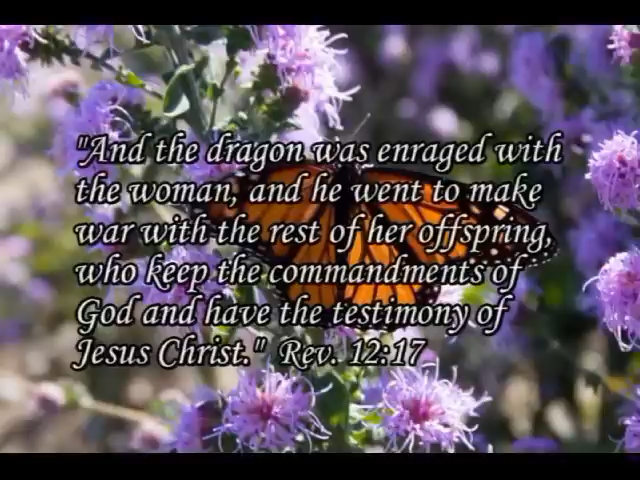 "And the dragon was enraged with
the woman, and he went to make
war with the rest of her offspring,
who keep the commandments of
God and have the testimony of
Jesus Christ." Rev. 12:17